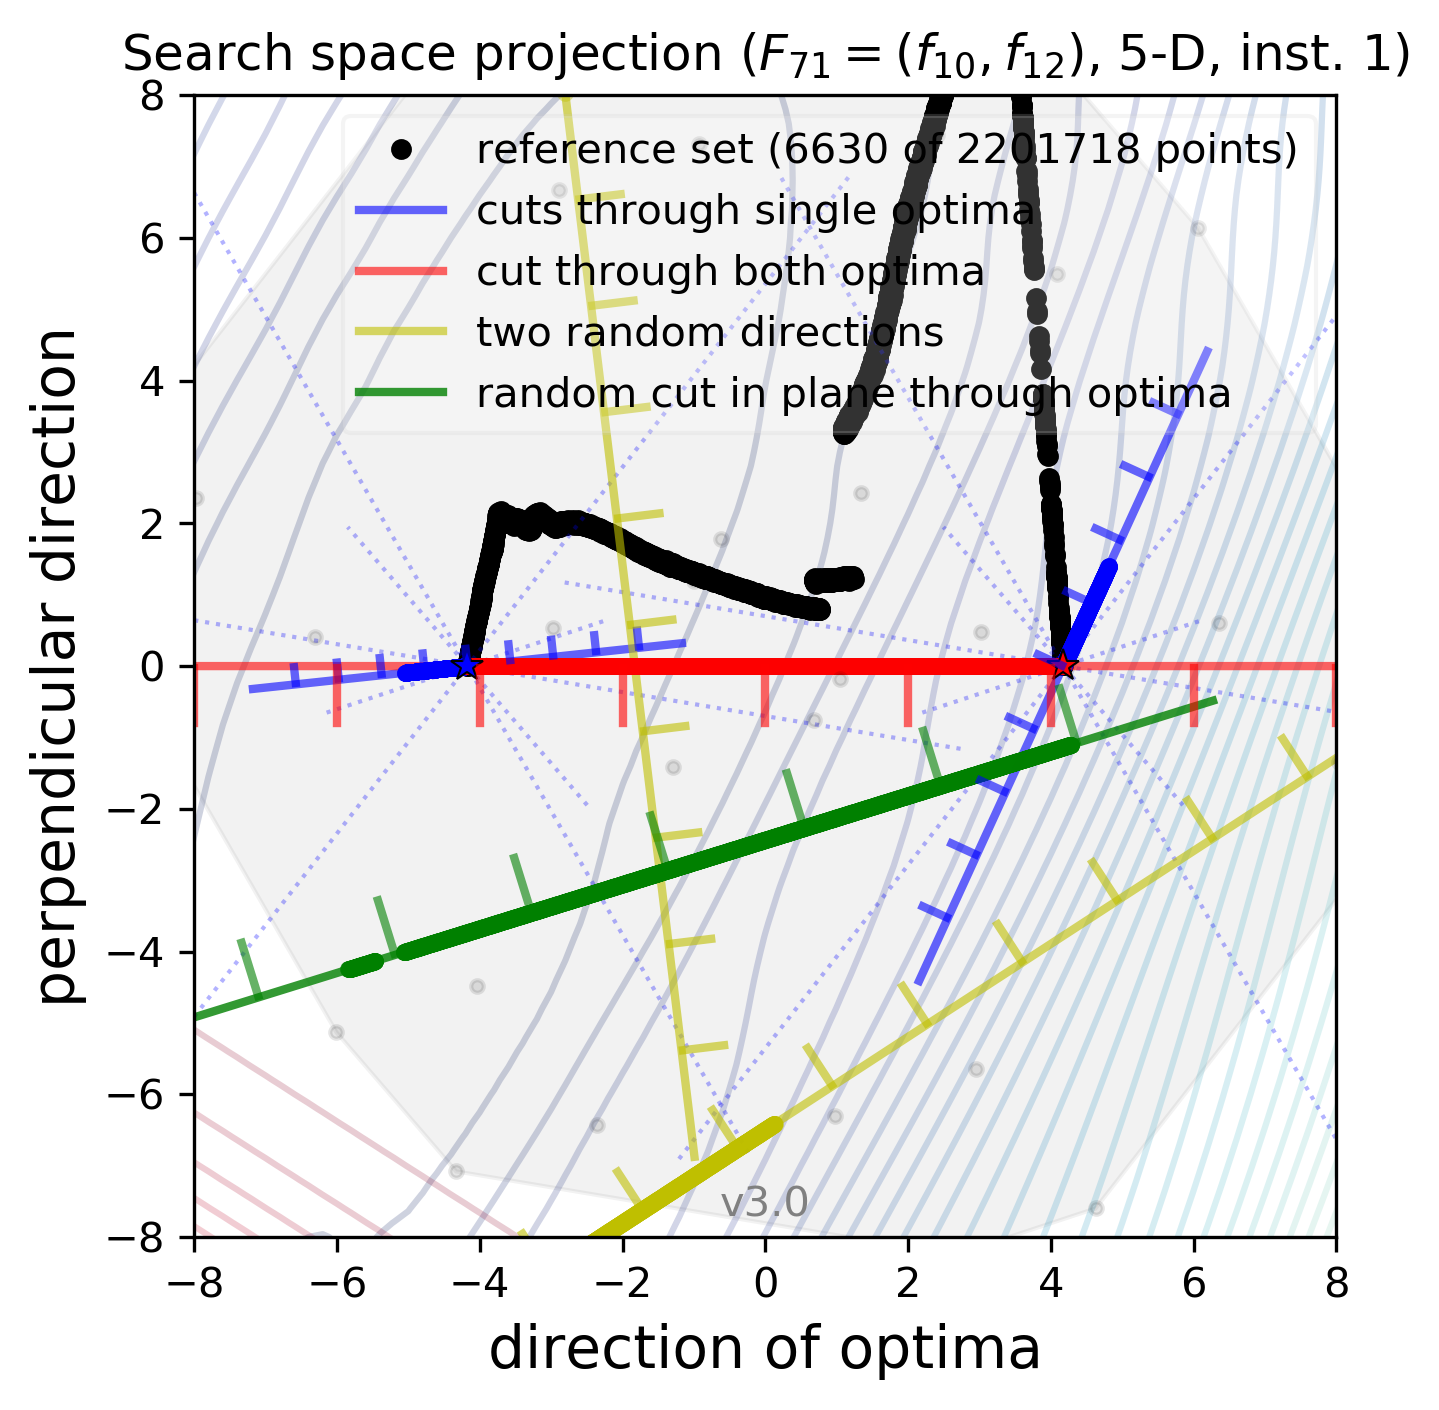 Search space projection (F71 = (f10, f12), 5-D, inst. 1)
8
6
4
2
0
−2
−4
−6
−8
perpendicular direction
reference set (6630 of 2201718 points)
cuts through single optima
cut through both optima
two random directions
random cut in plane through optima
v3.0
−8 −6 −4 −2 0 2 4 6 8
direction of optima